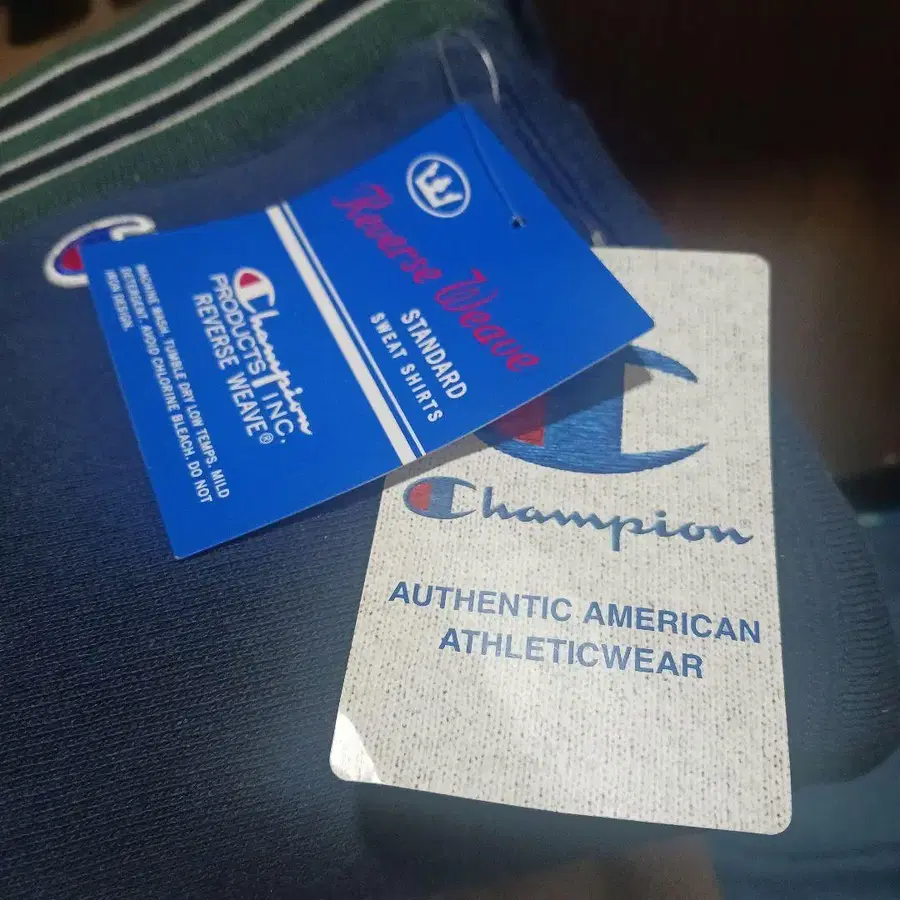 Reverse Weave
STANDARD
SWEAT SHIRTS
Champion
PRODUCTS INC.
REVERSE WEAVE®
MACHINE WASH, TUMBLE DRY LOW TEMPS. MILD
DETERGENT. AVOID CHLORINE BLEACH. DO NOT
IRON DESIGN.
Champion
AUTHENTIC AMERICAN
ATHLETICWEAR